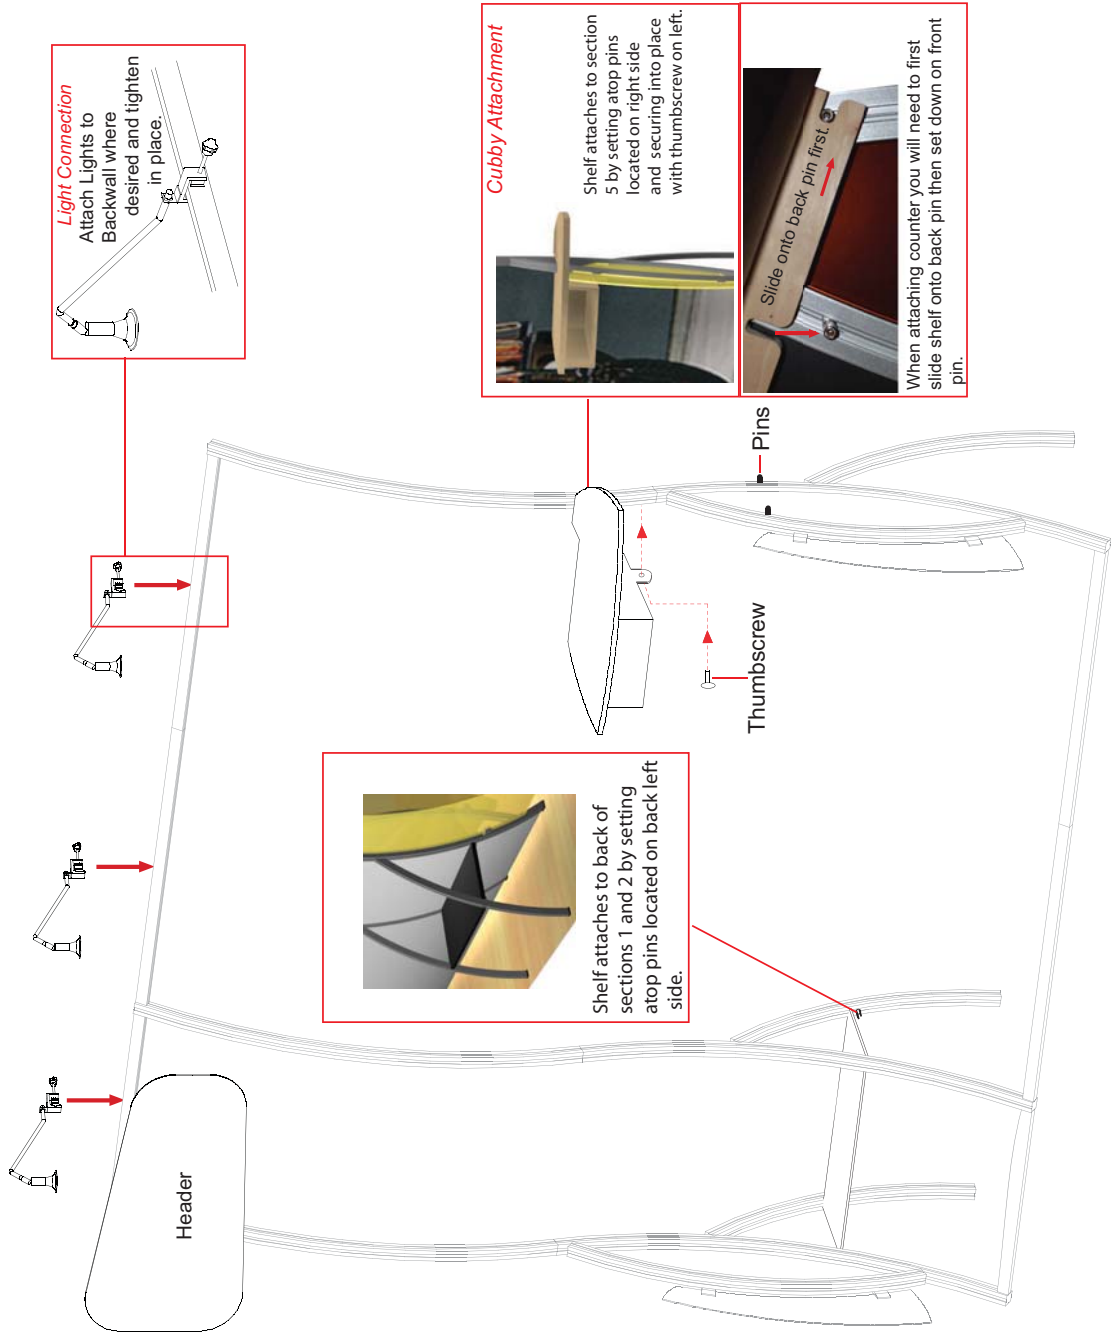 Light Connection
Attach Lights to
Backwall where
desired and tighten
in place.
Cubby Attachment
Shelf attaches to section
5 by setting atop pins
located on right side
and securing into place
with thumbscrew on left.
Slide onto back pin first.
When attaching counter you will need to first
slide shelf onto back pin then set down on front
pin.
Pins
Thumbscrew
Shelf attaches to back of
sections 1 and 2 by setting
atop pins located on back left
side.
Header